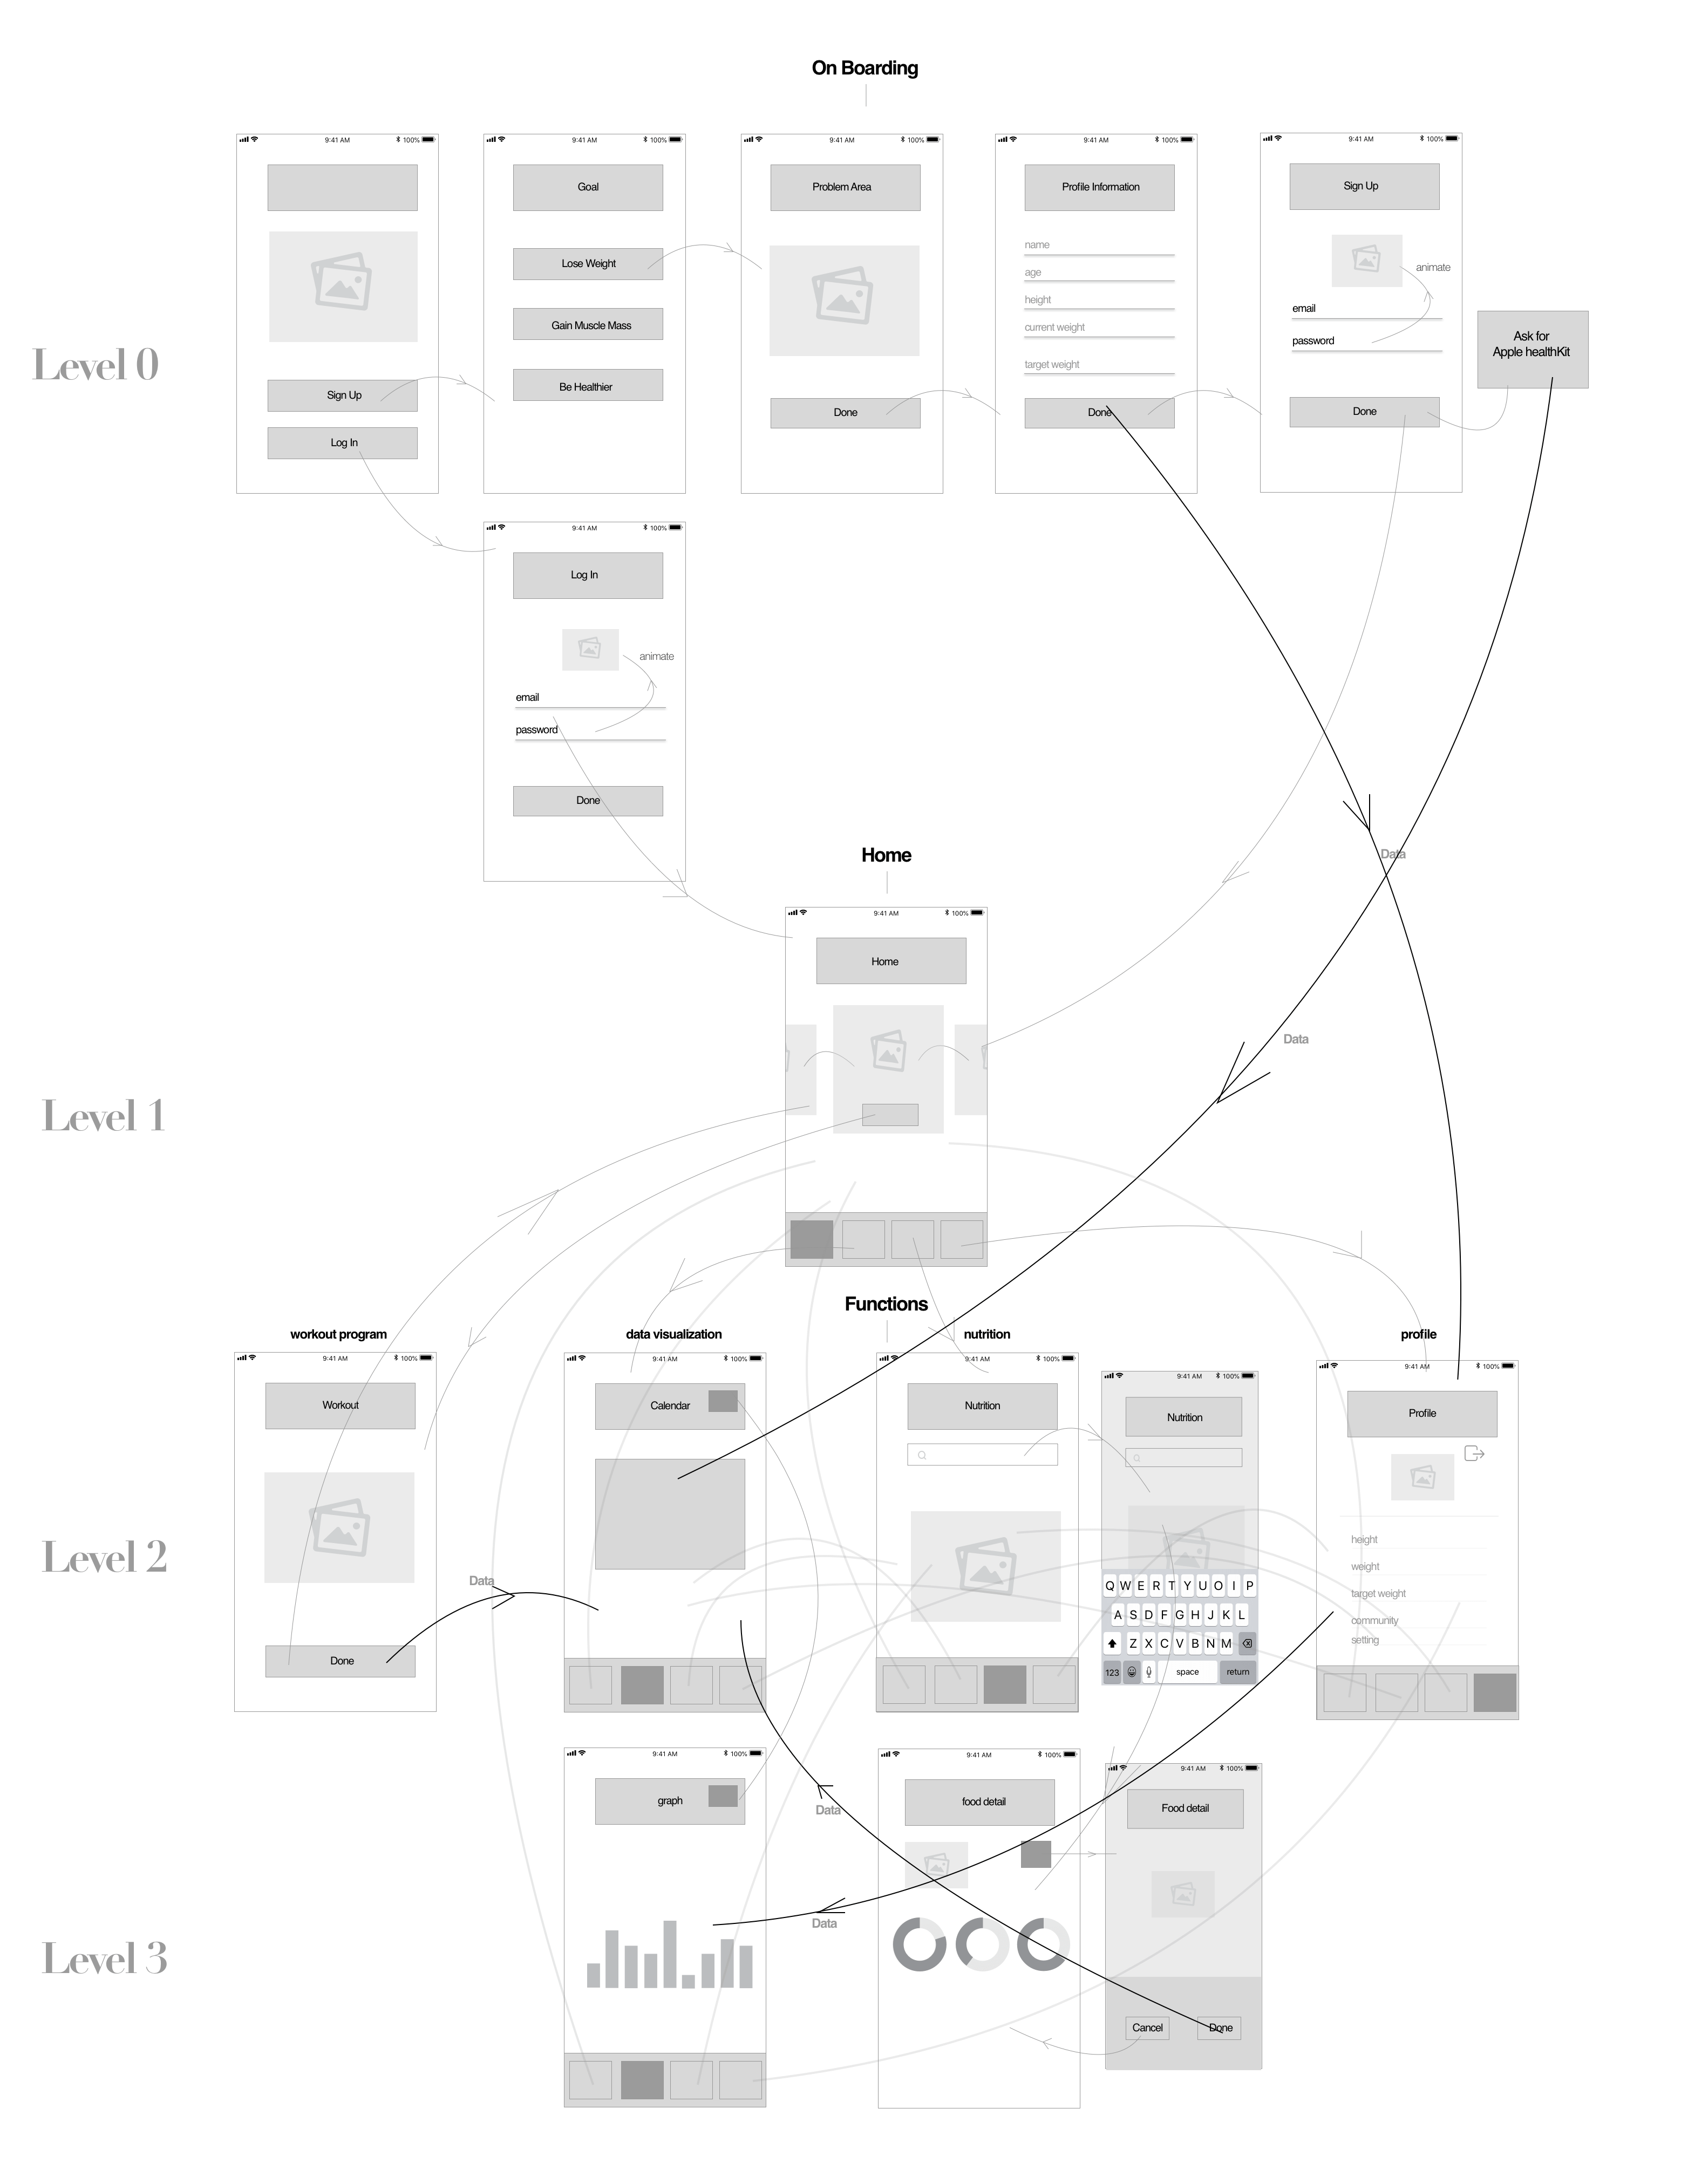 On Boarding
9:41 AM
100%
9:41 AM
100%
9:41 AM
100%
9:41 AM
100%
9:41 AM
100%
Goal
Problem Area
Profile Information
Sign Up
name
Lose Weight
age
animate
height
email
Gain Muscle Mass
current weight
password
Ask for
Apple healthKit
Level 0
target weight
Be Healthier
Sign Up
Done
Done
Done
Log In
9:41 AM
100%
Log In
animate
email
password
Done
Home
Data
9:41 AM
100%
Home
Data
Level 1
Functions
workout program
data visualization
nutrition
profile
9:41 AM
100%
9:41 AM
100%
9:41 AM
100%
9:41 AM
100%
9:41 AM
100%
Workout
Calendar
Nutrition
Nutrition
Profile
height
Level 2
weight
Data
QWERTYUOIP
target weight
ASDFGHJKL
community
ZXCVBNM
setting
Done
123
space
return
9:41 AM
100%
9:41 AM
100%
9:41 AM
100%
graph
food detail
Food detail
Data
Data
Level 3
Cancel
Done